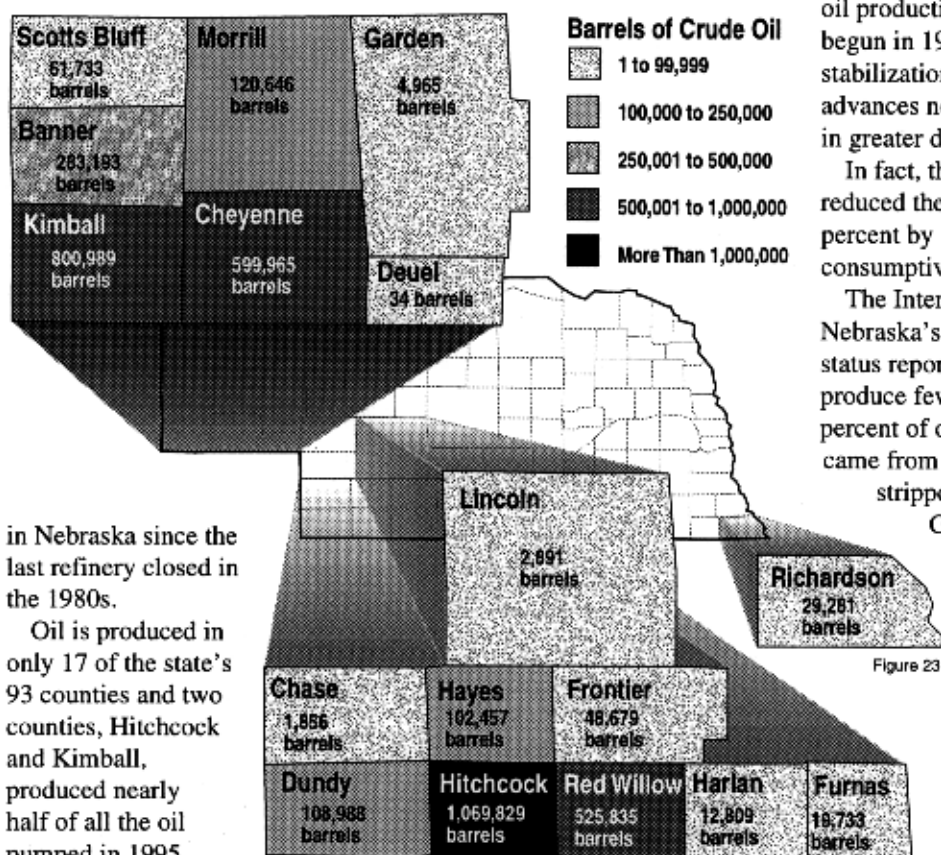 Scotts Bluff
61,733
barrels
Morrill
120,646
barrels
Garden
4,965
barrels
Banner
283,193
barrels
Kimball
800,989
barrels
Cheyenne
599,965
barrels
Deuel
34 barrels
Barrels of Crude Oil
1 to 99,999
100,000 to 250,000
250,001 to 500,000
500,001 to 1,000,000
More Than 1,000,000
oil producti
begun in 19
stabilization
advances ne
in greater d
In fact, th
reduced the
percent by
consumptiv
The Inter
Nebraska's
status repor
produce few
percent of o
came from
strippe
Lincoln
2,891
barrels
Richardson
29,281
barrels
Figure 23
in Nebraska since the
last refinery closed in
the 1980s.
Oil is produced in
only 17 of the state's
93 counties and two
counties, Hitchcock
and Kimball,
produced nearly
half of all the oil
pumped in 1995
Chase
1,856
barrels
Hayes
102,457
barrels
Frontier
48,679
barrels
Dundy
108,988
barrels
Hitchcock
1,069,829
barrels
Red Willow
525,835
barrels
Harlan
12,809
barrels
Furnas
19,733
barrels